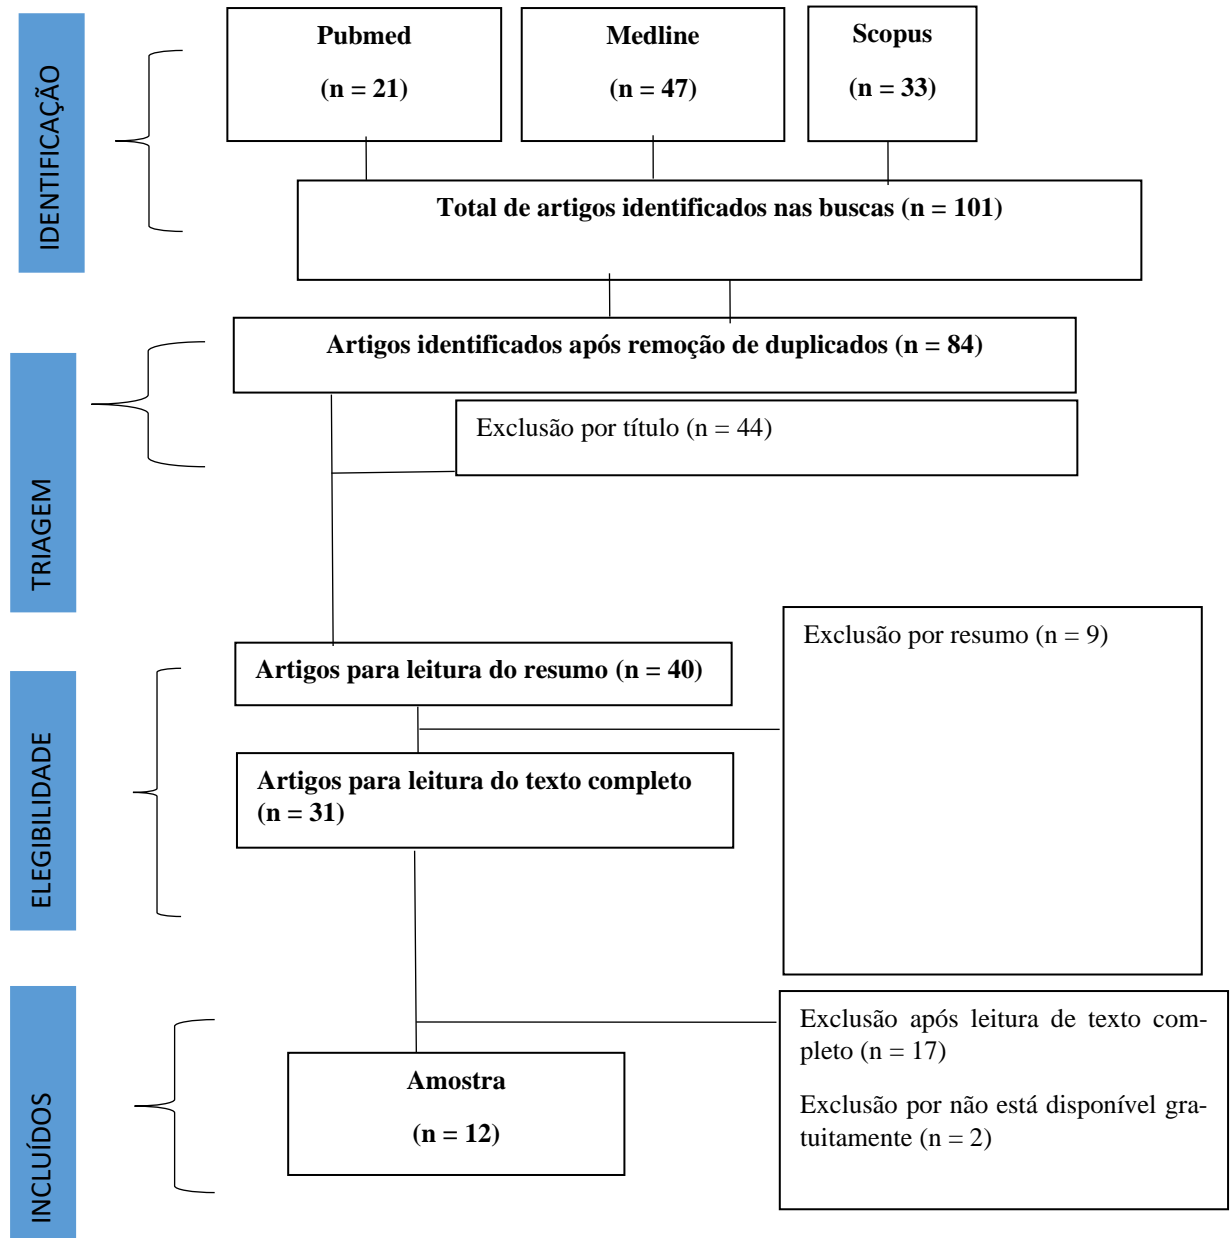 IDENTIFICAÇÃO
Pubmed
(n = 21)
Medline
(n = 47)
Scopus
(n = 33)
Total de artigos identificados nas buscas (n = 101)
TRIAGEM
Artigos identificados após remoção de duplicados (n = 84)
Exclusão por título (n = 44)
ELEGIBILIDADE
Artigos para leitura do resumo (n = 40)
Exclusão por resumo (n = 9)
Artigos para leitura do texto completo
(n = 31)
INCLUÍDOS
Exclusão após leitura de texto com-
pleto (n = 17)
Exclusão por não está disponível gra-
tuitamente (n = 2)
Amostra
(n = 12)